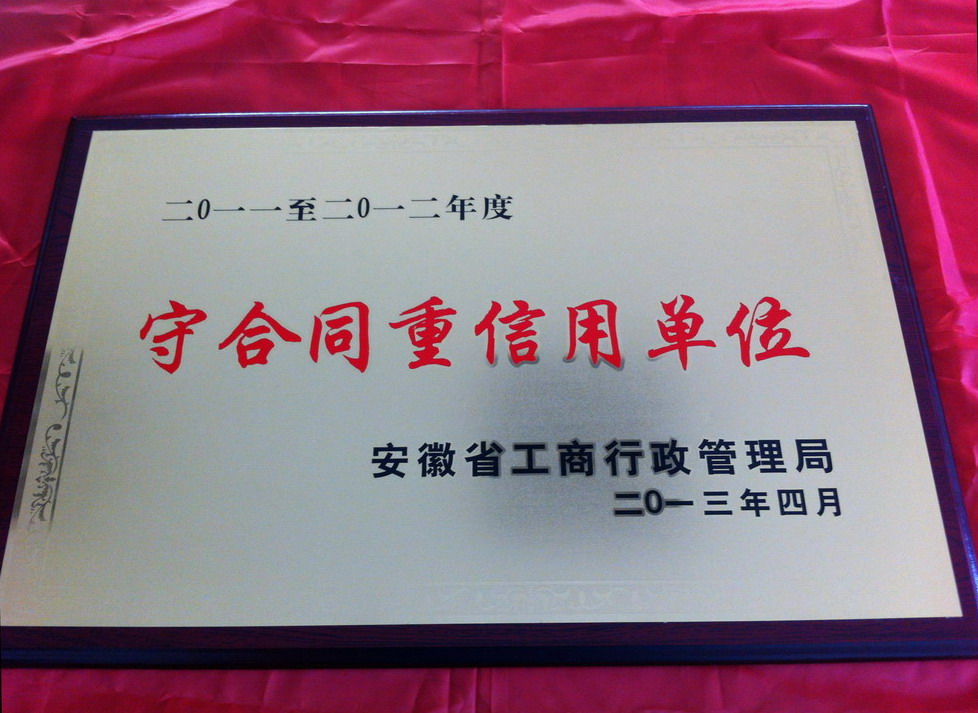 二0一一至二0一二年度
守合同重信用单位
安徽省工商行政管理局
二0一三年四月